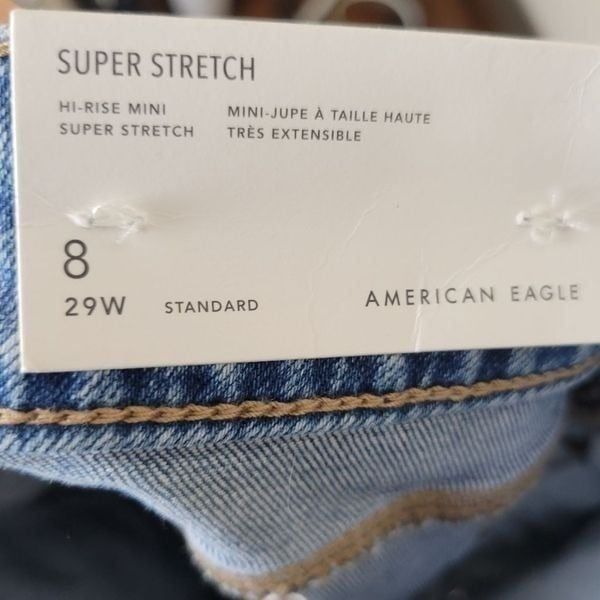 SUPER STRETCH
HI-RISE MINI
SUPER STRETCH
MINI-JUPE À TAILLE HAUTE
TRÈS EXTENSIBLE
8
29W STANDARD
AMERICAN EAGLE